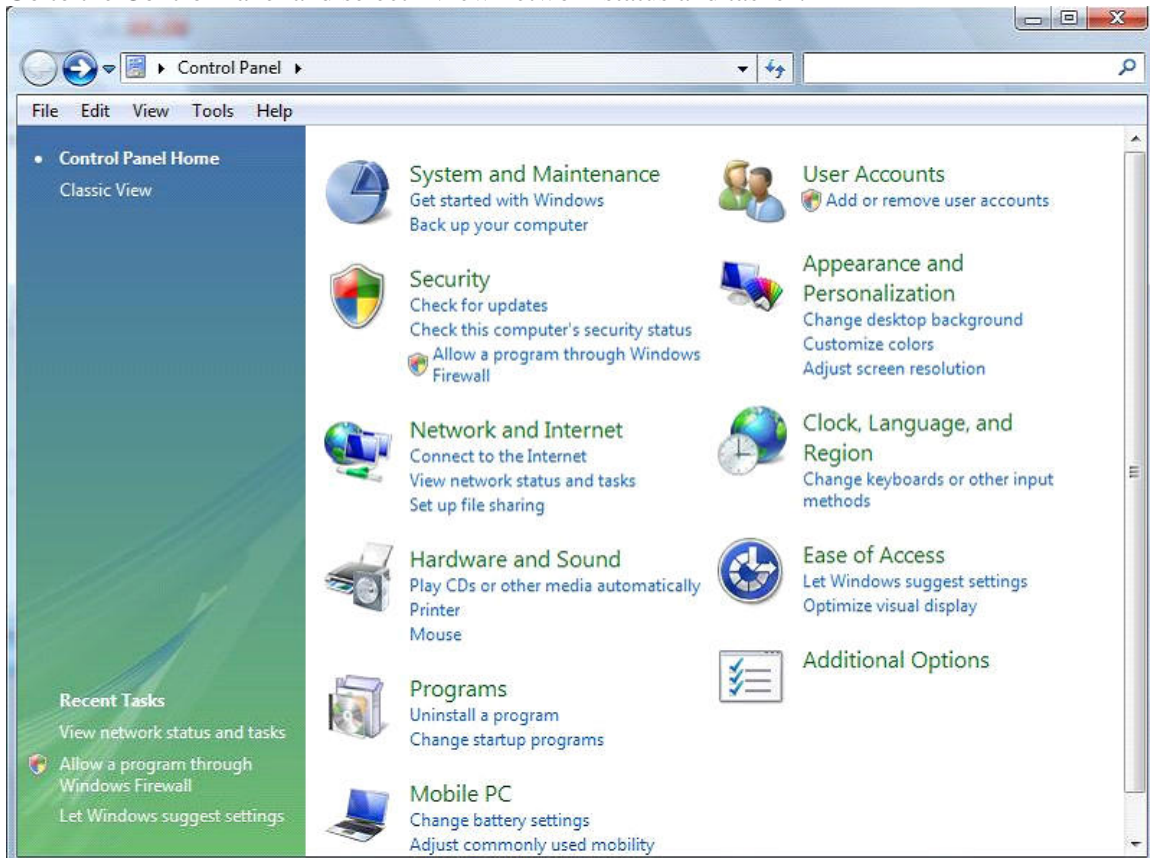 Control Panel
File Edit View Tools Help
Control Panel Home
Classic View
System and Maintenance
Get started with Windows
Back up your computer
Security
Check for updates
Check this computer's security status
Allow a program through Windows
Firewall
Network and Internet
Connect to the Internet
View network status and tasks
Set up file sharing
Hardware and Sound
Play CDs or other media automatically
Printer
Mouse
Programs
Uninstall a program
Change startup programs
Mobile PC
Change battery settings
Adjust commonly used mobility
User Accounts
Add or remove user accounts
Appearance and
Personalization
Change desktop background
Customize colors
Adjust screen resolution
Clock, Language, and
Region
Change keyboards or other input
methods
Ease of Access
Let Windows suggest settings
Optimize visual display
Additional Options
Recent Tasks
View network status and tasks
Allow a program through
Windows Firewall
Let Windows suggest settings